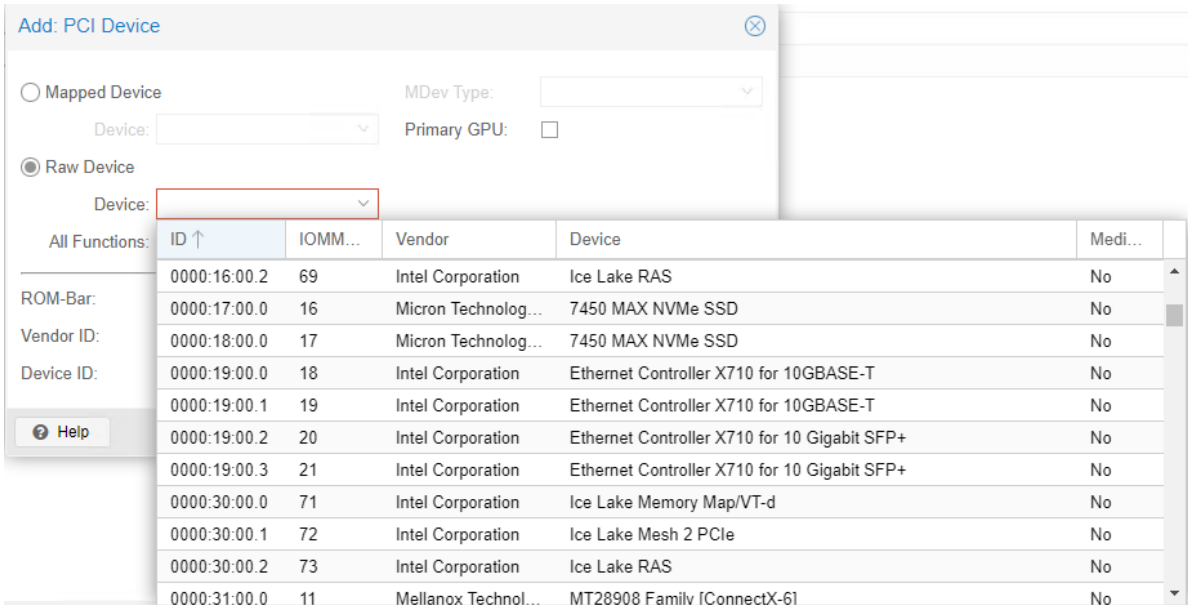 Add: PCI Device
Mapped Device
MDev Type:
Device:
Primary GPU:
Raw Device
Device:
All Functions:
ID ↑ IOMM... Vendor Device Medi...
0000:16:00.2 69 Intel Corporation Ice Lake RAS No
ROM-Bar:
0000:17:00.0 16 Micron Technolog... 7450 MAX NVMe SSD No
Vendor ID:
0000:18:00.0 17 Micron Technolog... 7450 MAX NVMe SSD No
Device ID:
0000:19:00.0 18 Intel Corporation Ethernet Controller X710 for 10GBASE-T No
0000:19:00.1 19 Intel Corporation Ethernet Controller X710 for 10GBASE-T No
Help
0000:19:00.2 20 Intel Corporation Ethernet Controller X710 for 10 Gigabit SFP+ No
0000:19:00.3 21 Intel Corporation Ethernet Controller X710 for 10 Gigabit SFP+ No
0000:30:00.0 71 Intel Corporation Ice Lake Memory Map/VT-d No
0000:30:00.1 72 Intel Corporation Ice Lake Mesh 2 PCIe No
0000:30:00.2 73 Intel Corporation Ice Lake RAS No
0000:31:00.0 11 Mellanox Technol... MT28908 Family [ConnectX-6] No